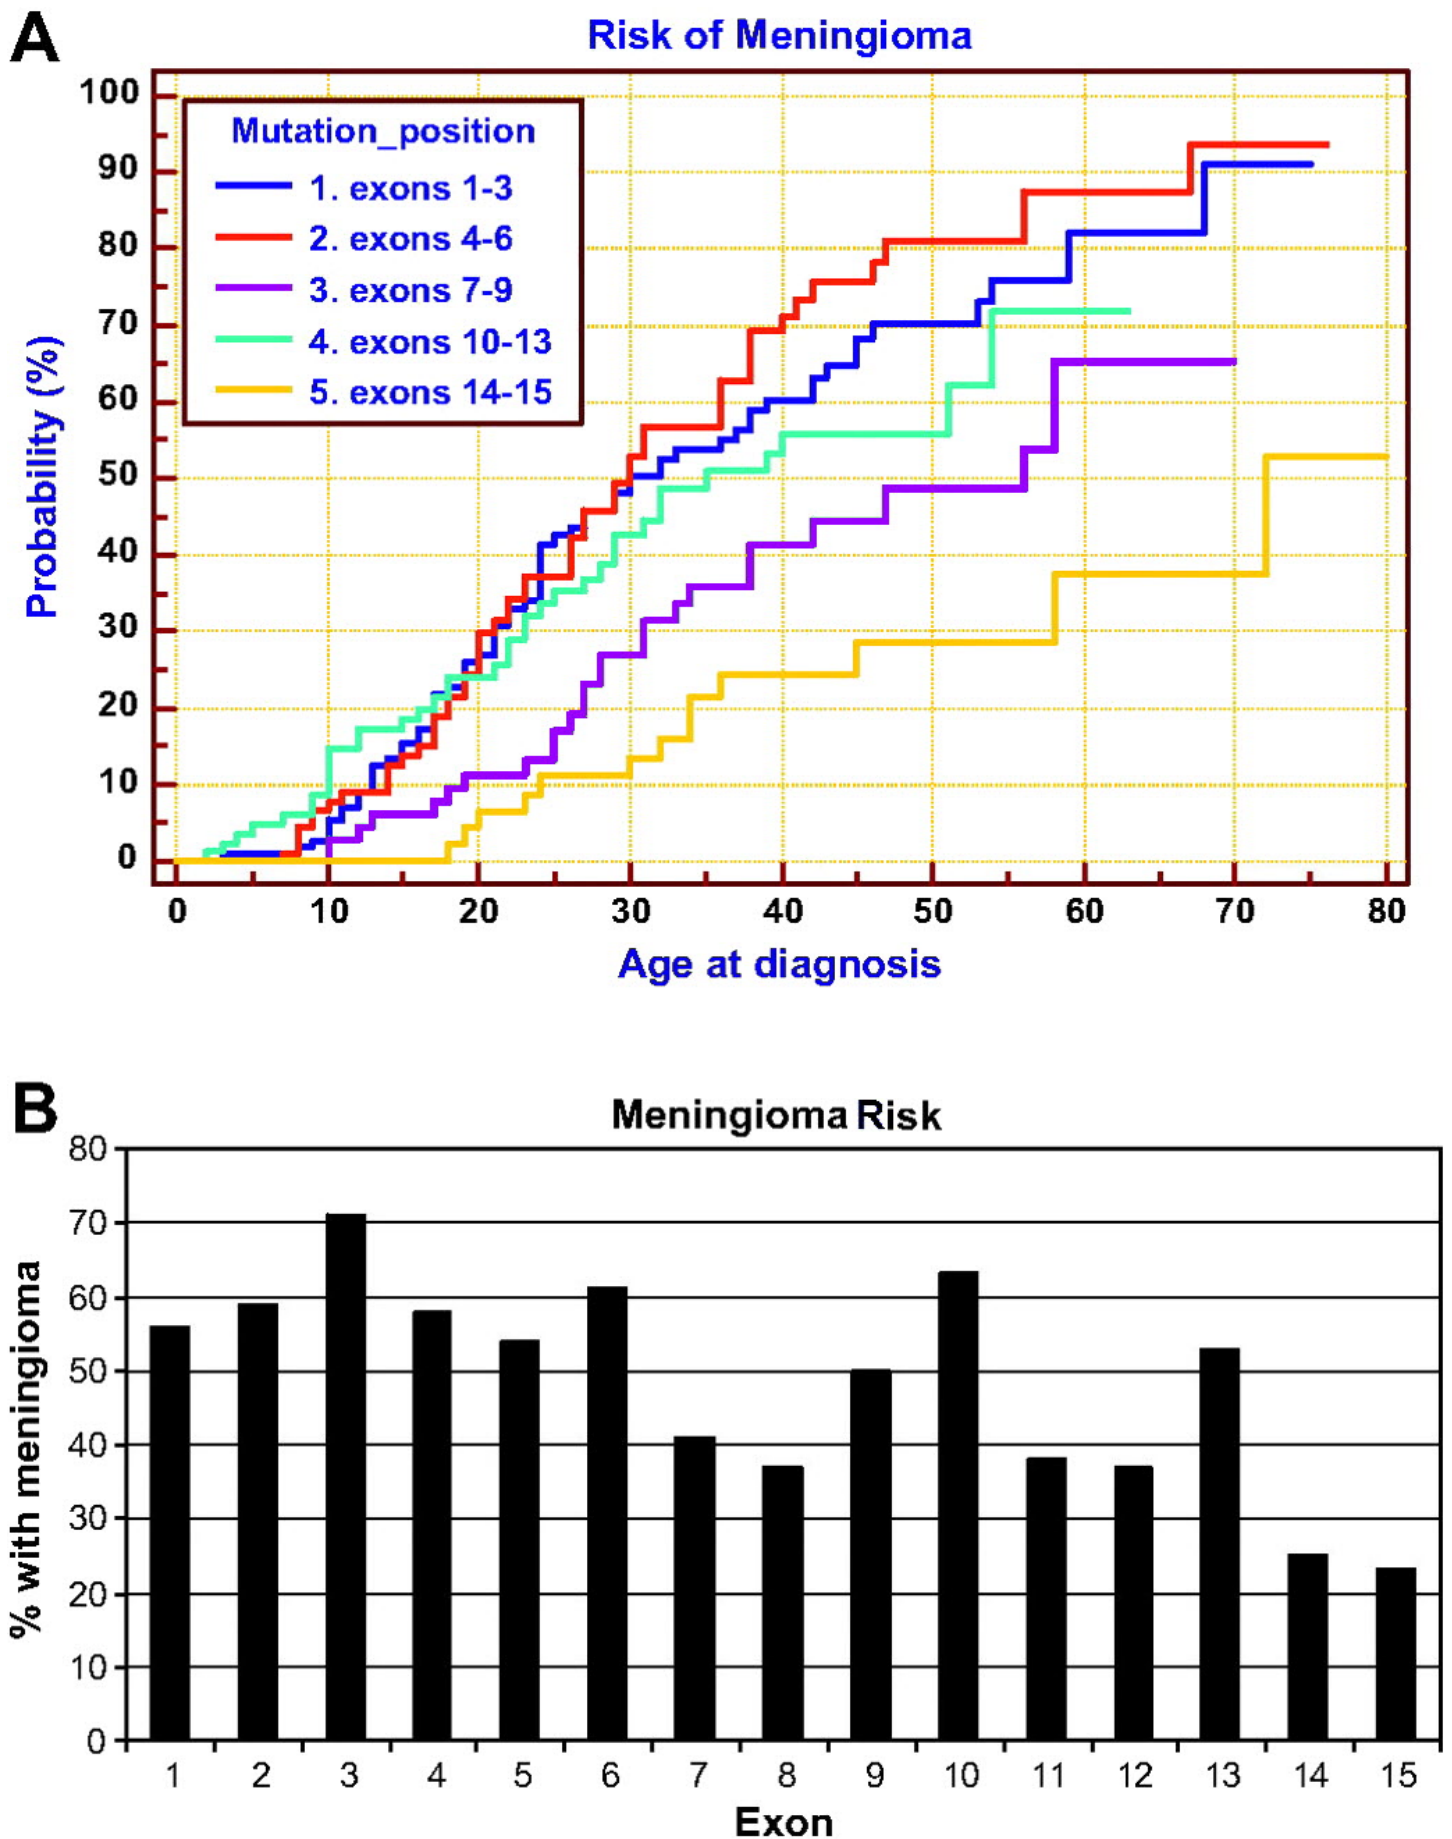 A
Risk of Meningioma
100
90
80
70
60
50
40
30
20
10
0
Probability (%)
Mutation_position
1. exons 1-3
2. exons 4-6
3. exons 7-9
4. exons 10-13
5. exons 14-15
0 10 20 30 40 50 60 70 80
Age at diagnosis
B
Meningioma Risk
80
70
60
50
40
30
20
10
0
% with meningioma
1 2 3 4 5 6 7 8 9 10 11 12 13 14 15
Exon